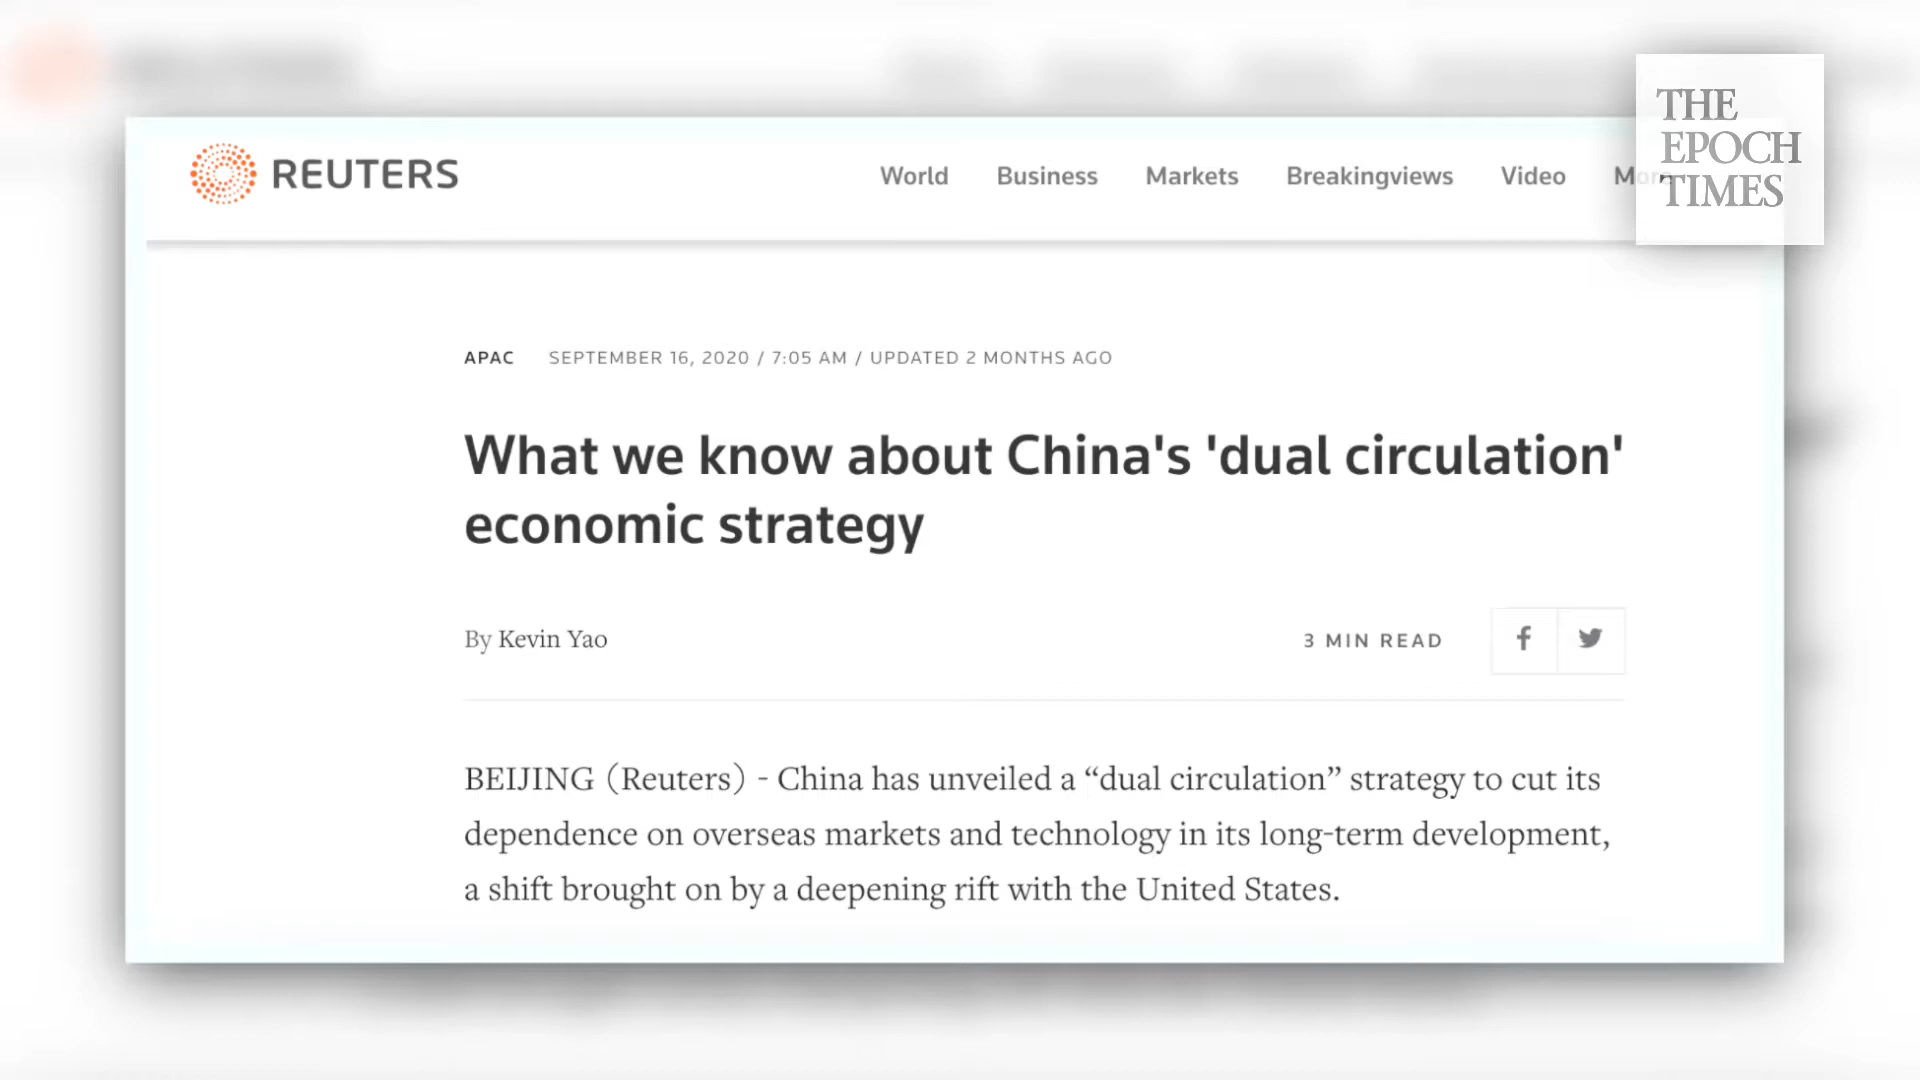 REUTERS
World Business Markets Breakingviews Video More
THE
EPOCH
TIMES
APAC SEPTEMBER 16, 2020 / 7:05 AM / UPDATED 2 MONTHS AGO
What we know about China's 'dual circulation'
economic strategy
By Kevin Yao
3 MIN READ
BEIJING (Reuters) - China has unveiled a “dual circulation” strategy to cut its
dependence on overseas markets and technology in its long-term development,
a shift brought on by a deepening rift with the United States.